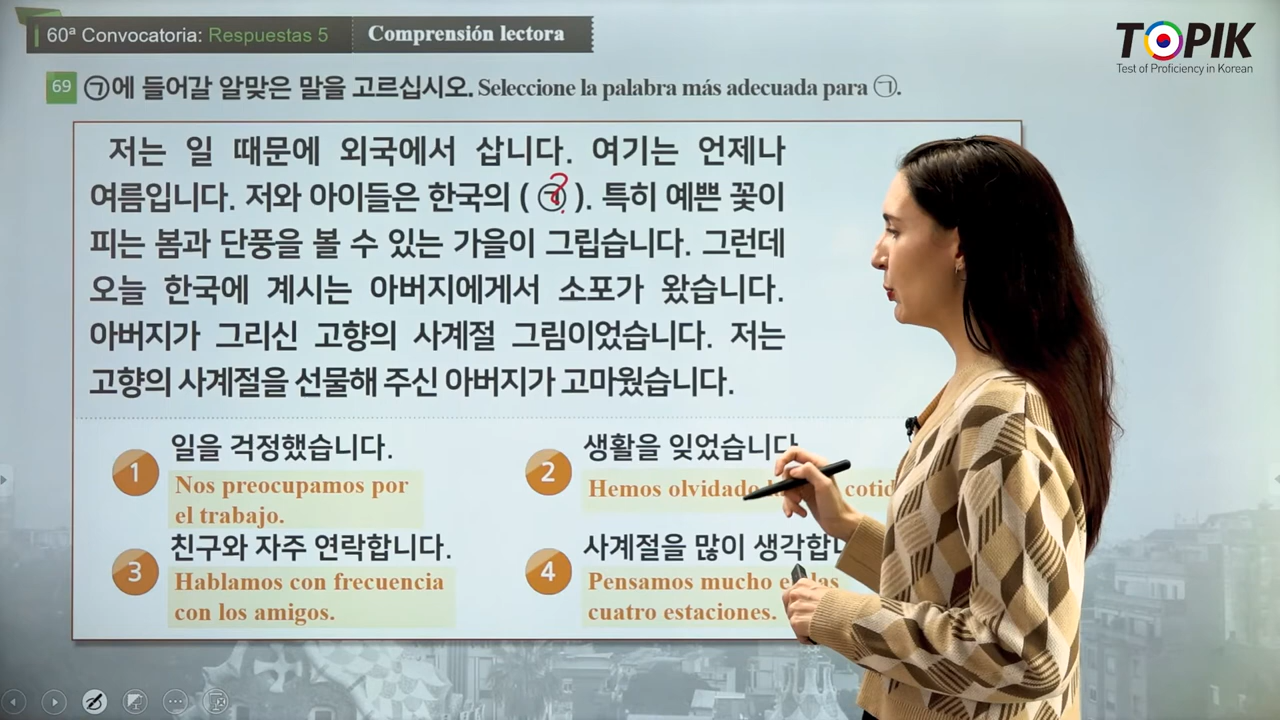 60ª Convocatoria: Respuestas 5
Comprensión lectora
TOPIK
Test of Proficiency in Korean
69 ㉠에 들어갈 알맞은 말을 고르십시오. Seleccione la palabra más adecuada para ㉠.
저는 일 때문에 외국에서 삽니다. 여기는 언제나
여름입니다. 저와 아이들은 한국의 ( ㉠ ). 특히 예쁜 꽃이
피는 봄과 단풍을 볼 수 있는 가을이 그립습니다. 그런데
오늘 한국에 계시는 아버지에게서 소포가 왔습니다.
아버지가 그리신 고향의 사계절 그림이었습니다. 저는
고향의 사계절을 선물해 주신 아버지가 고마웠습니다.
1 일을 걱정했습니다.
Nos preocupamos por
el trabajo.
2 생활을 잊었습니다.
Hemos olvidado
3 친구와 자주 연락합니다.
Hablamos con frecuencia
con los amigos.
4 사계절을 많이
Pensamos mucho en las
cuatro estaciones.